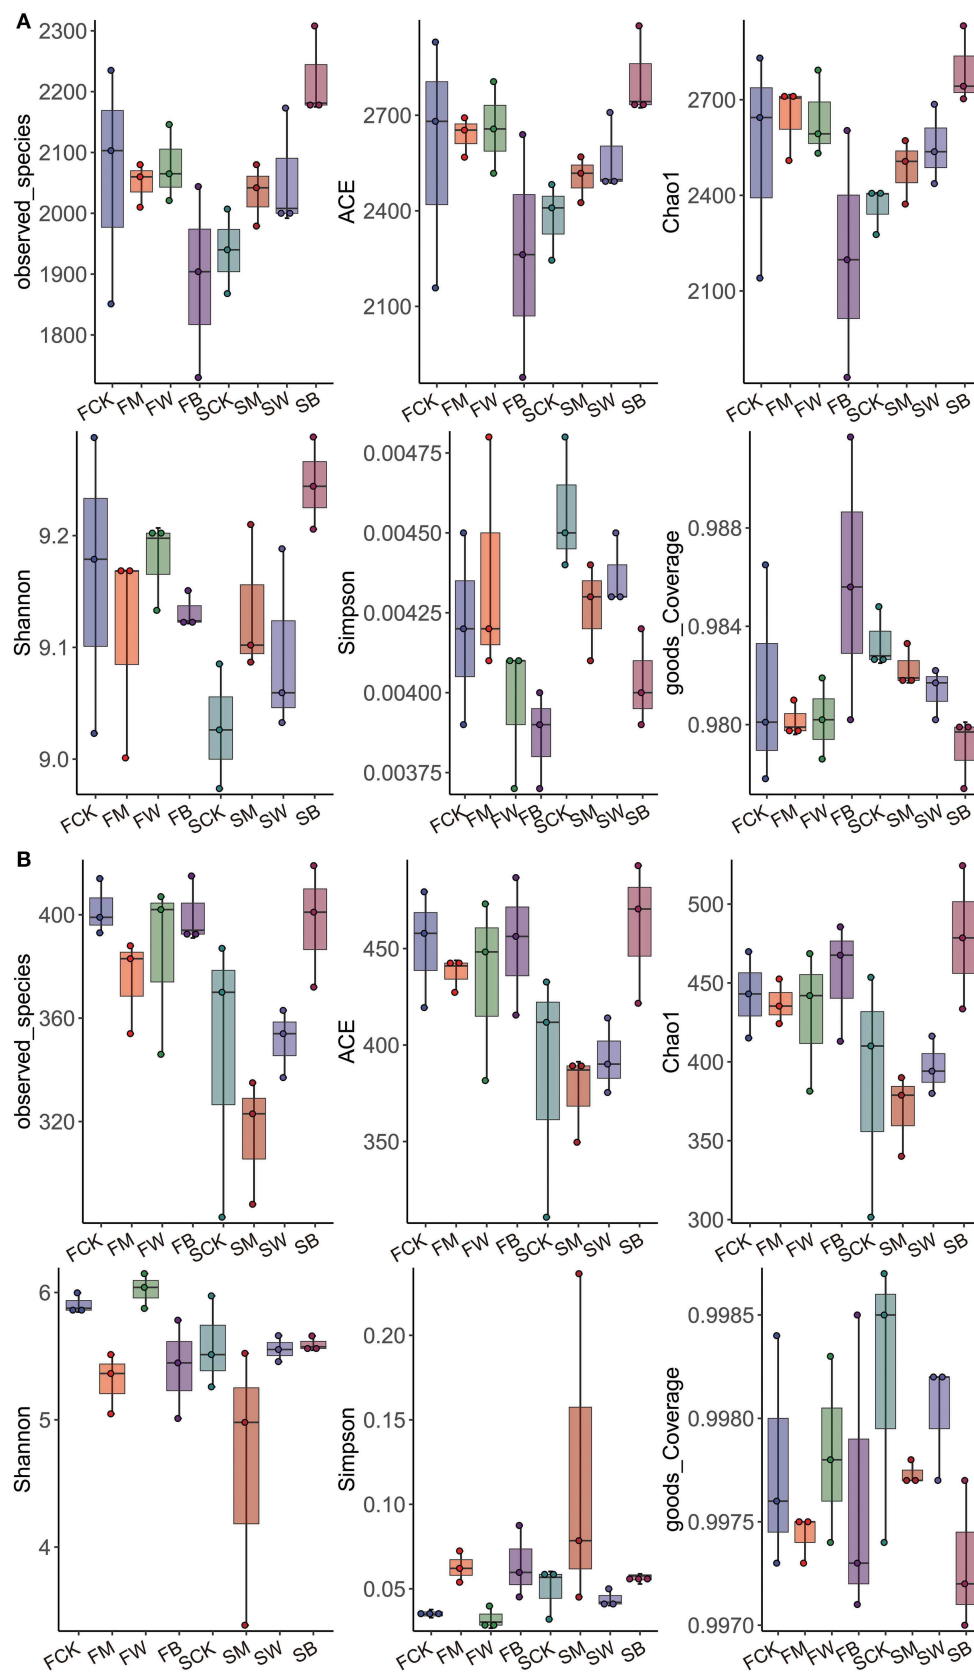 A
observed_species
2300
2200
2100
2000
1900
1800
FCK FM FW FB SCK SM SW SB
ACE
2700
2400
2100
FCK FM FW FB SCK SM SW SB
Chao1
2700
2400
2100
FCK FM FW FB SCK SM SW SB
Shannon
9.2
9.1
9.0
FCK FM FW FB SCK SM SW SB
Simpson
0.00475
0.00450
0.00425
0.00400
0.00375
FCK FM FW FB SCK SM SW SB
goods_Coverage
0.988
0.984
0.980
FCK FM FW FB SCK SM SW SB
B
observed_species
400
360
320
FCK FM FW FB SCK SM SW SB
ACE
450
400
350
FCK FM FW FB SCK SM SW SB
Chao1
500
450
400
350
300
FCK FM FW FB SCK SM SW SB
Shannon
6
5
4
FCK FM FW FB SCK SM SW SB
Simpson
0.20
0.15
0.10
0.05
FCK FM FW FB SCK SM SW SB
goods_Coverage
0.9985
0.9980
0.9975
0.9970
FCK FM FW FB SCK SM SW SB